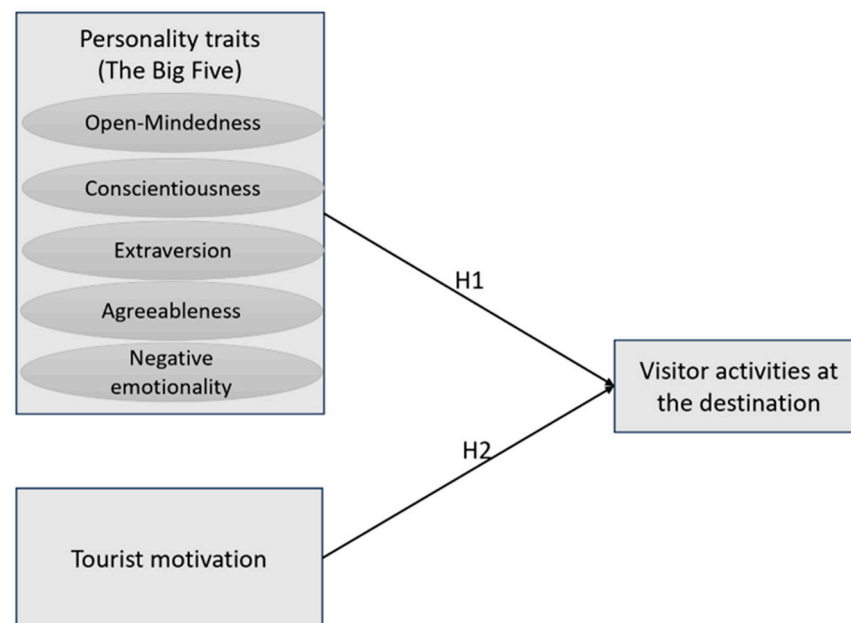 Personality traits
(The Big Five)
Open-Mindedness
Conscientiousness
Extraversion
Agreeableness
Negative
emotionality
H1
Visitor activities at
the destination
H2
Tourist motivation